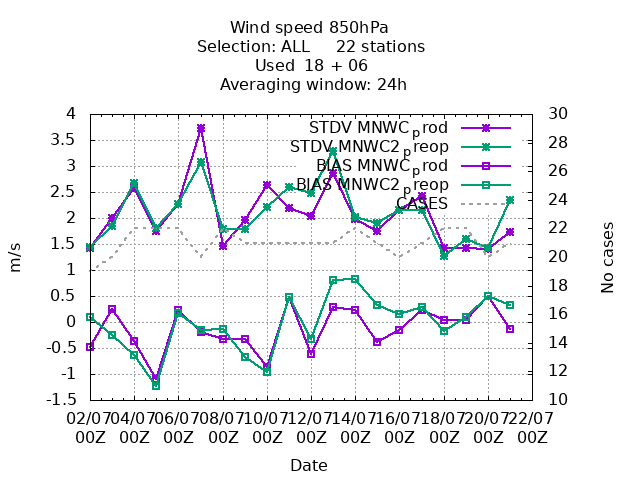 Wind speed 850hPa
Selection: ALL 22 stations
Used 18 + 06
Averaging window: 24h
STDV MNWC_prod
STDV MNWC2_preop
BIAS MNWC_prod
BIAS MNWC2_preop
CASES
m/s
4
3.5
3
2.5
2
1.5
1
0.5
0
-0.5
-1
-1.5
No cases
30
28
26
24
22
20
18
16
14
12
10
02/07 04/07 06/07 08/07 10/07 12/07 14/07 16/07 18/07 20/07 22/07
00Z 00Z 00Z 00Z 00Z 00Z 00Z 00Z 00Z 00Z 00Z
Date